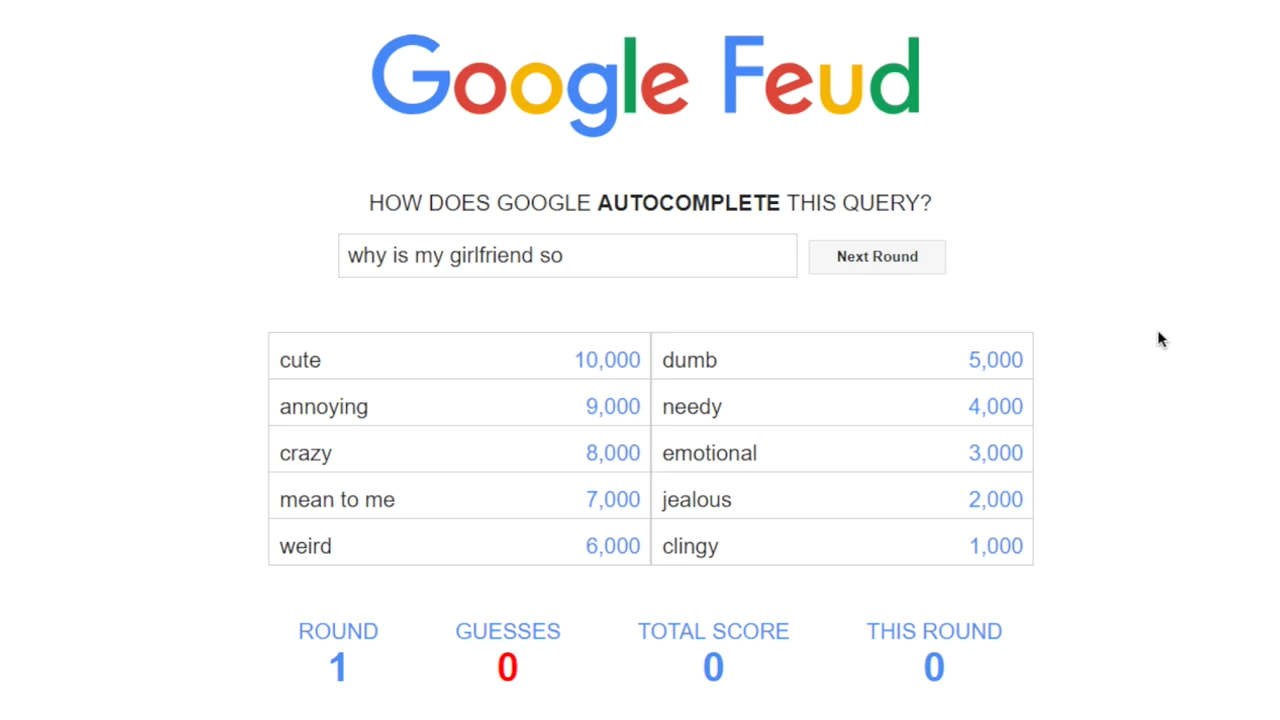 Google Feud
HOW DOES GOOGLE AUTOCOMPLETE THIS QUERY?
why is my girlfriend so
Next Round
cute 10,000 dumb 5,000
annoying 9,000 needy 4,000
crazy 8,000 emotional 3,000
mean to me 7,000 jealous 2,000
weird 6,000 clingy 1,000
ROUND GUESSES TOTAL SCORE THIS ROUND
1 0 0 0